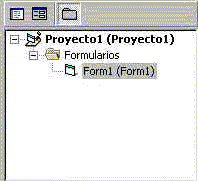 Proyecto1 (Proyecto1)
Formularios
Form1 (Form1)